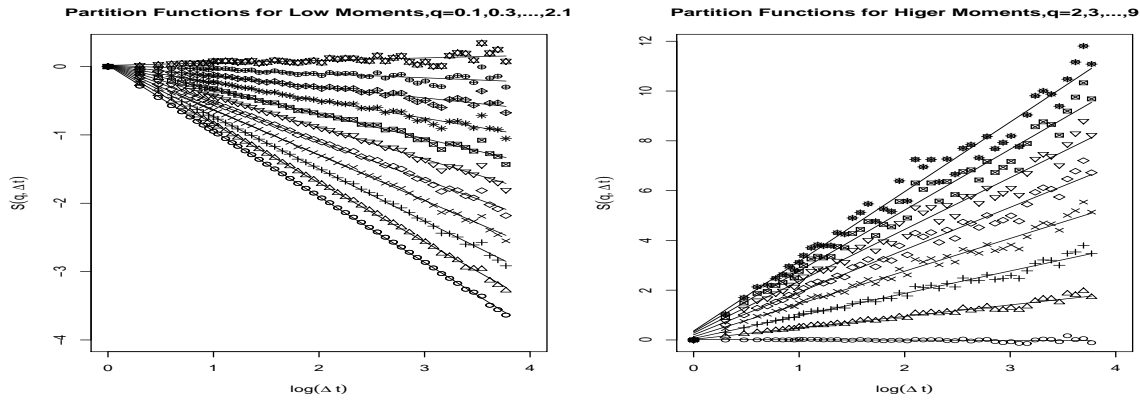 Partition Functions for Low Moments,q=0.1,0.3,...,2.1
S(q, Δt)
0
-1
-2
-3
-4
0 1 2 3 4
log(Δ t)
Partition Functions for Higer Moments,q=2,3...,9
S(q, Δt)
12
10
8
6
4
2
0
0 1 2 3 4
log(Δ t)